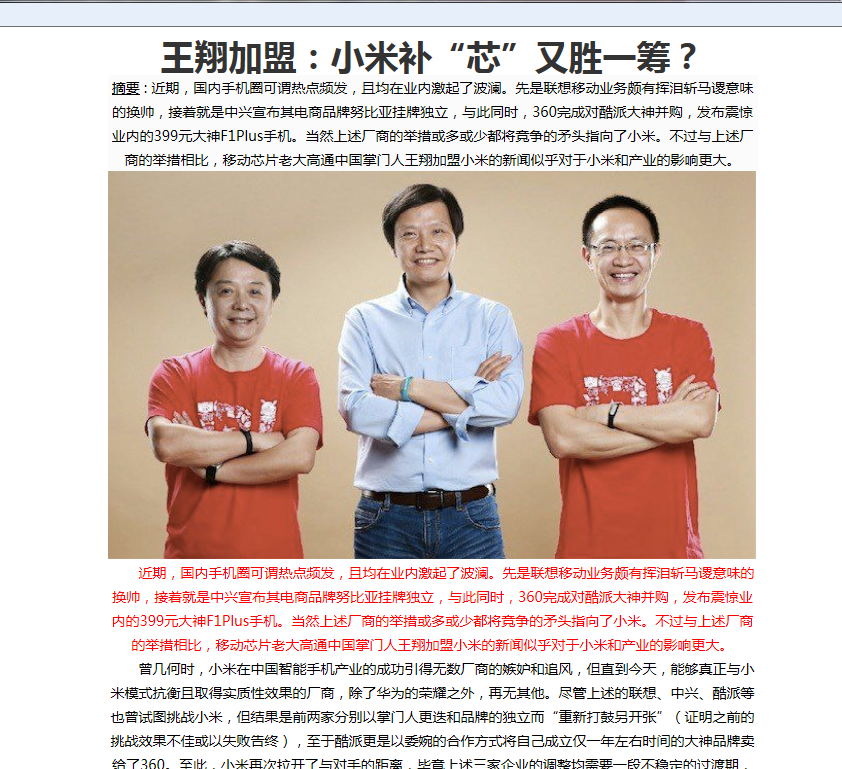 王翔加盟：小米补“芯”又胜一筹？
摘要：近期，国内手机圈可谓热点频发，且均在业内激起了波澜。先是联想移动业务颇有挥泪斩马谡意味
的换帅，接着就是中兴宣布其电商品牌努比亚挂牌独立，与此同时，360完成对酷派大神并购，发布震惊
业内的399元大神F1Plus手机。当然上述厂商的举措或多或少都将竞争的矛头指向了小米。不过与上述厂
商的举措相比，移动芯片老大高通中国掌门人王翔加盟小米的新闻似乎对于小米和产业的影响更大。
近期，国内手机圈可谓热点频发，且均在业内激起了波澜。先是联想移动业务颇有挥泪斩马谡意味的
换帅，接着就是中兴宣布其电商品牌努比亚挂牌独立，与此同时，360完成对酷派大神并购，发布震惊业
内的399元大神F1Plus手机。当然上述厂商的举措或多或少都将竞争的矛头指向了小米。不过与上述厂商
的举措相比，移动芯片老大高通中国掌门人王翔加盟小米的新闻似乎对于小米和产业的影响更大。
曾几何时，小米在中国智能手机产业的成功引得无数厂商的嫉妒和追风，但直到今天，能够真正与小
米模式抗衡且取得实质性效果的厂商，除了华为的荣耀之外，再无其他。尽管上述的联想、中兴、酷派等
也曾试图挑战小米，但结果是前两家分别以掌门人更迭和品牌的独立而“重新打鼓另开张”（证明之前的
挑战效果不佳或以失败告终），至于酷派更是以委婉的合作方式将自己成立仅一年左右时间的大神品牌卖
给了360。至此，小米再次拉开了与对手的距离，毕竟上述三家企业的调整均需要一段不稳定的过渡期，